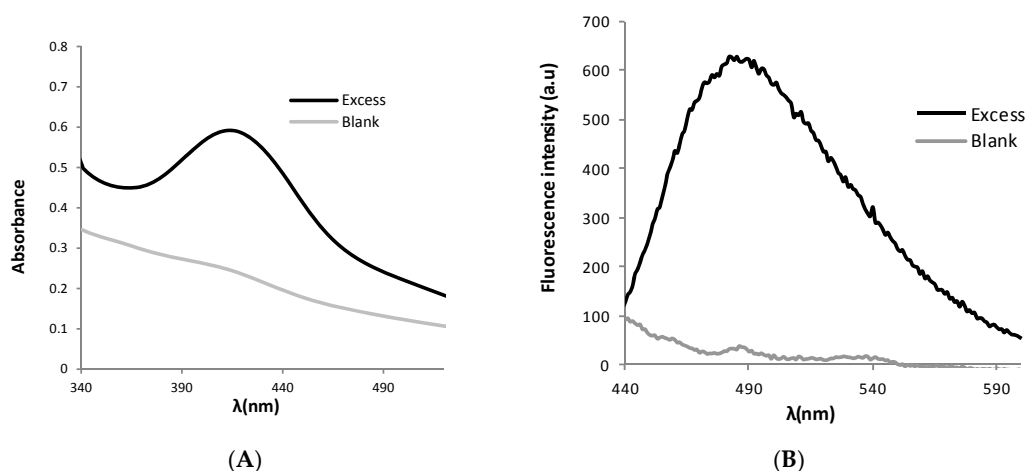 0.8
0.7
0.6
0.5
0.4
0.3
0.2
0.1
0
340 390 440 490
Absorbance
λ(nm)
Excess
Blank
(A)
700
600
500
400
300
200
100
0
440 490 540 590
Fluorescence intensity (a.u)
λ(nm)
Excess
Blank
(B)